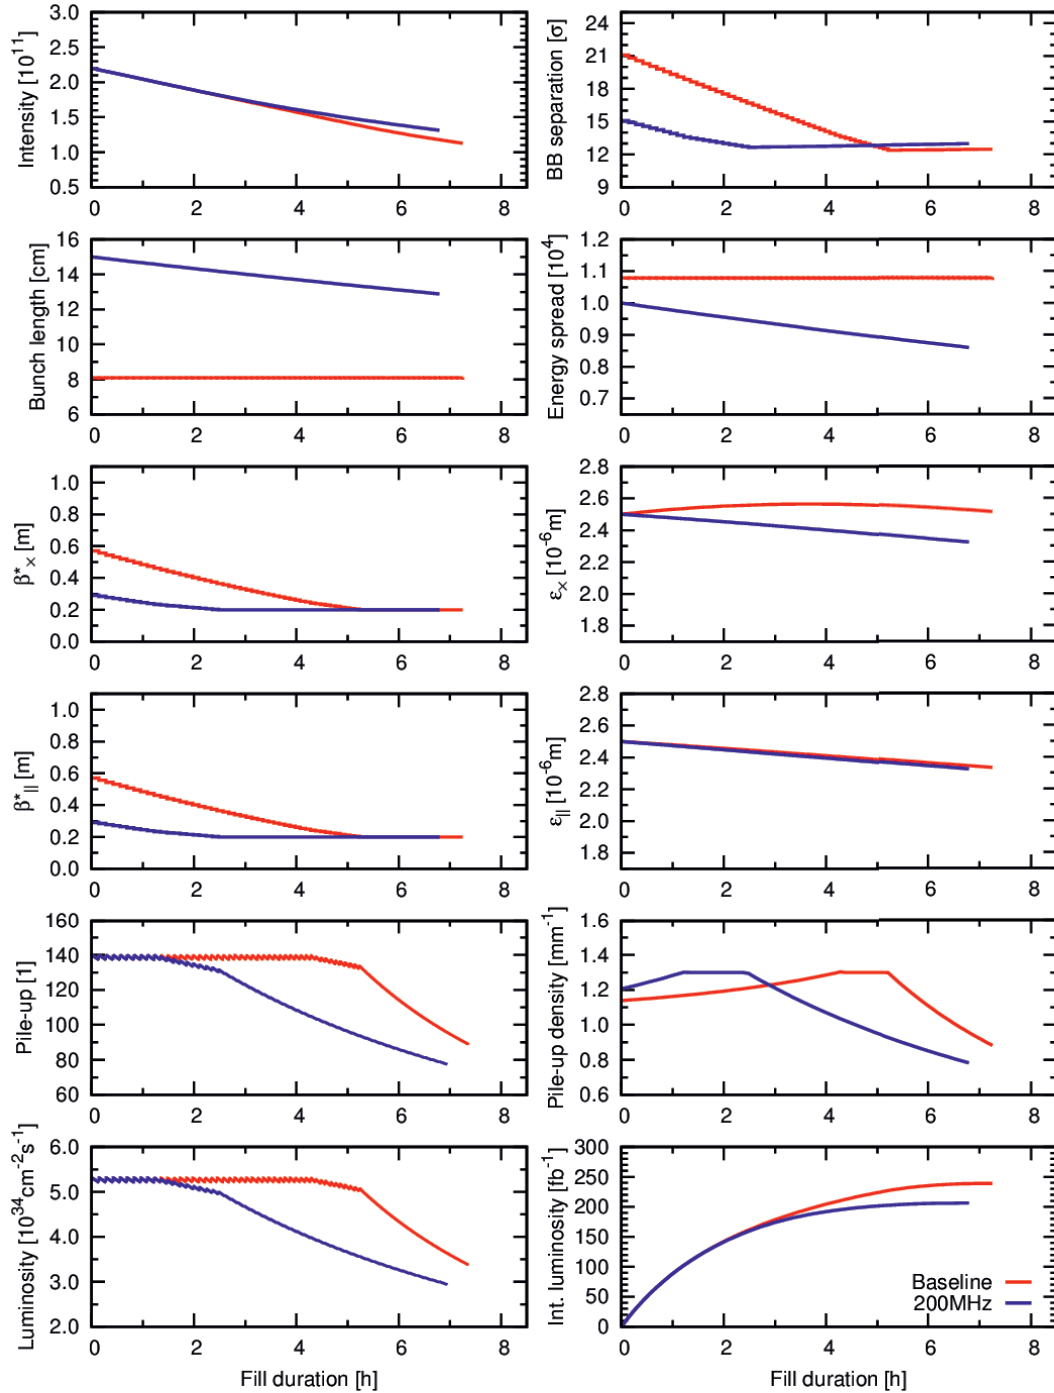 Intensity [10¹¹]
3.0
2.5
2.0
1.5
1.0
0.5
0 2 4 6 8
BB separation [σ]
24
21
18
15
12
9
0 2 4 6 8
Bunch length [cm]
16
14
12
10
8
6
0 2 4 6 8
Energy spread [10⁴]
1.2
1.1
1.0
0.9
0.8
0.7
0 2 4 6 8
β*× [m]
1.0
0.8
0.6
0.4
0.2
0.0
0 2 4 6 8
ε× [10⁻⁶m]
2.8
2.6
2.4
2.2
2.0
1.8
0 2 4 6 8
β*|| [m]
1.0
0.8
0.6
0.4
0.2
0.0
0 2 4 6 8
ε|| [10⁻⁶m]
2.8
2.6
2.4
2.2
2.0
1.8
0 2 4 6 8
Pile-up [1]
160
140
120
100
80
60
0 2 4 6 8
Pile-up density [mm⁻¹]
1.6
1.4
1.2
1.0
0.8
0.6
0 2 4 6 8
Luminosity [10³⁴cm⁻²s⁻¹]
6.0
5.0
4.0
3.0
2.0
0 2 4 6 8
Fill duration [h]
Int. luminosity [fb⁻¹]
300
250
200
150
100
50
0
Baseline
200MHz
0 2 4 6 8
Fill duration [h]